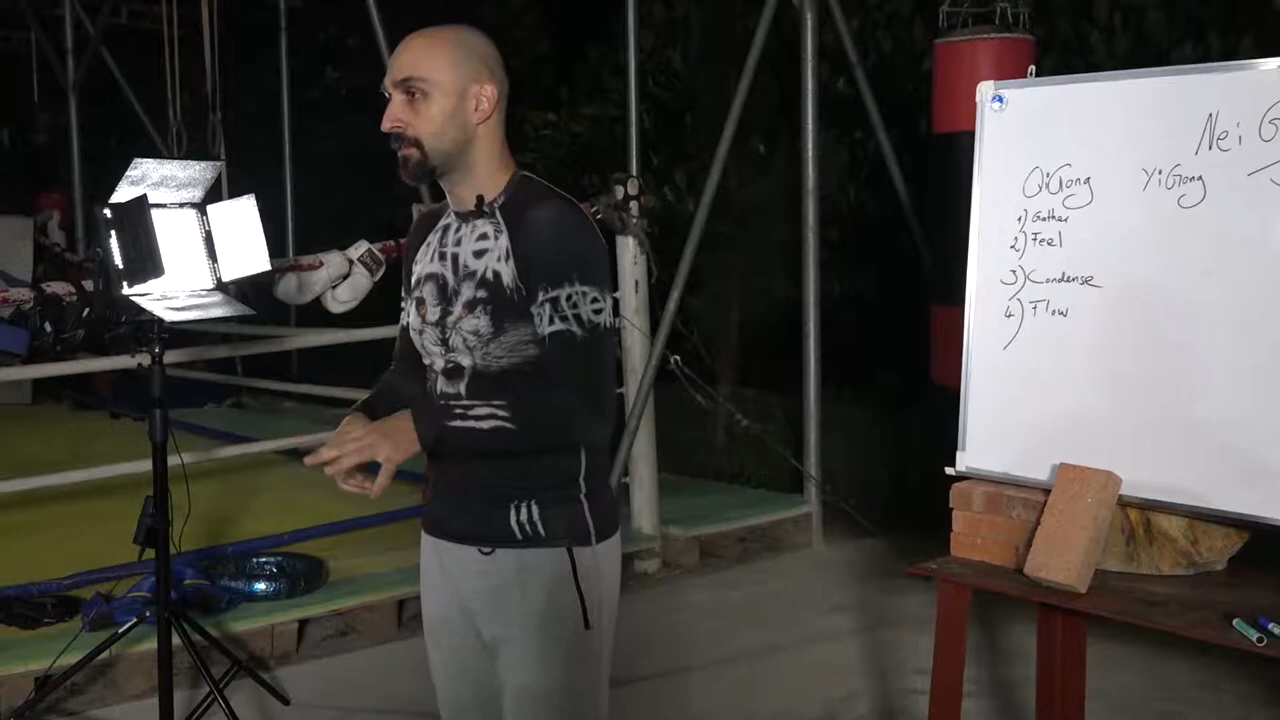 Nei G
QiGong YiGong
1) Gather
2) Feel
3) Condense
4) Flow